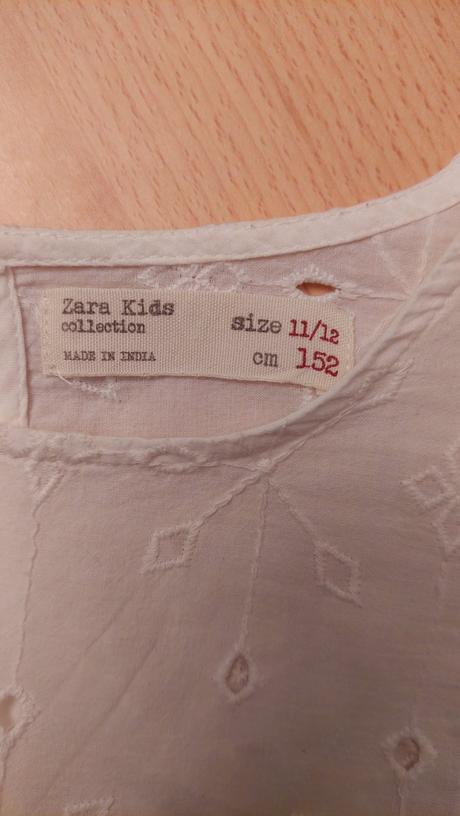 Zara Kids
collection
MADE IN INDIA
size 11/12
cm 152